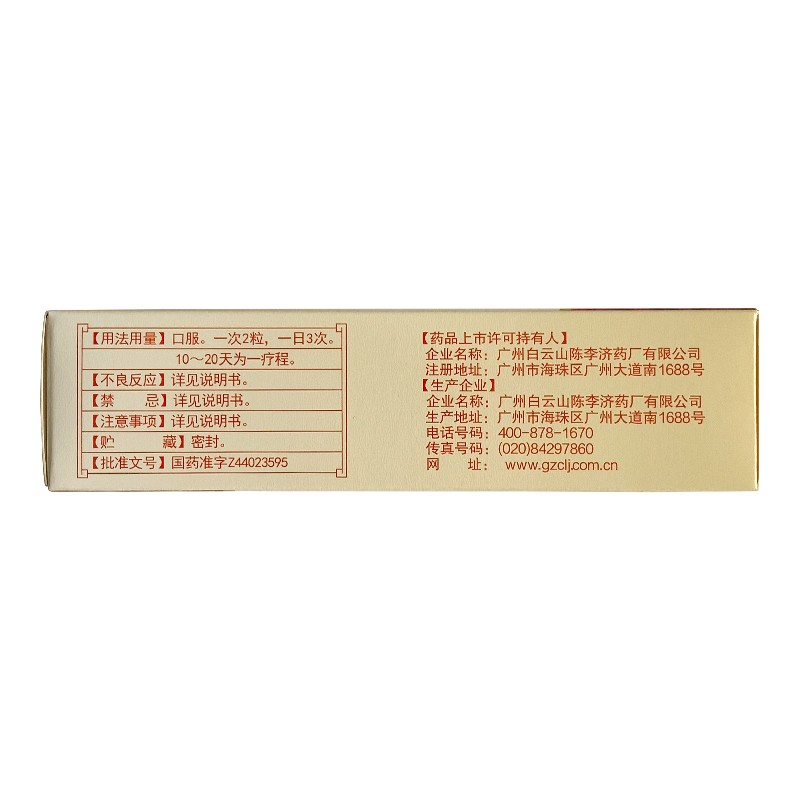 【用法用量】口服。一次2粒，一日3次。
10～20天为一疗程。
【不良反应】详见说明书。
【禁　　忌】详见说明书。
【注意事项】详见说明书。
【贮　　藏】密封。
【批准文号】国药准字Z44023595
【药品上市许可持有人】
企业名称：广州白云山陈李济药厂有限公司
注册地址：广州市海珠区广州大道南1688号
【生产企业】
企业名称：广州白云山陈李济药厂有限公司
生产地址：广州市海珠区广州大道南1688号
电话号码：400-878-1670
传真号码：(020)84297860
网　　址：www.gzclj.com.cn